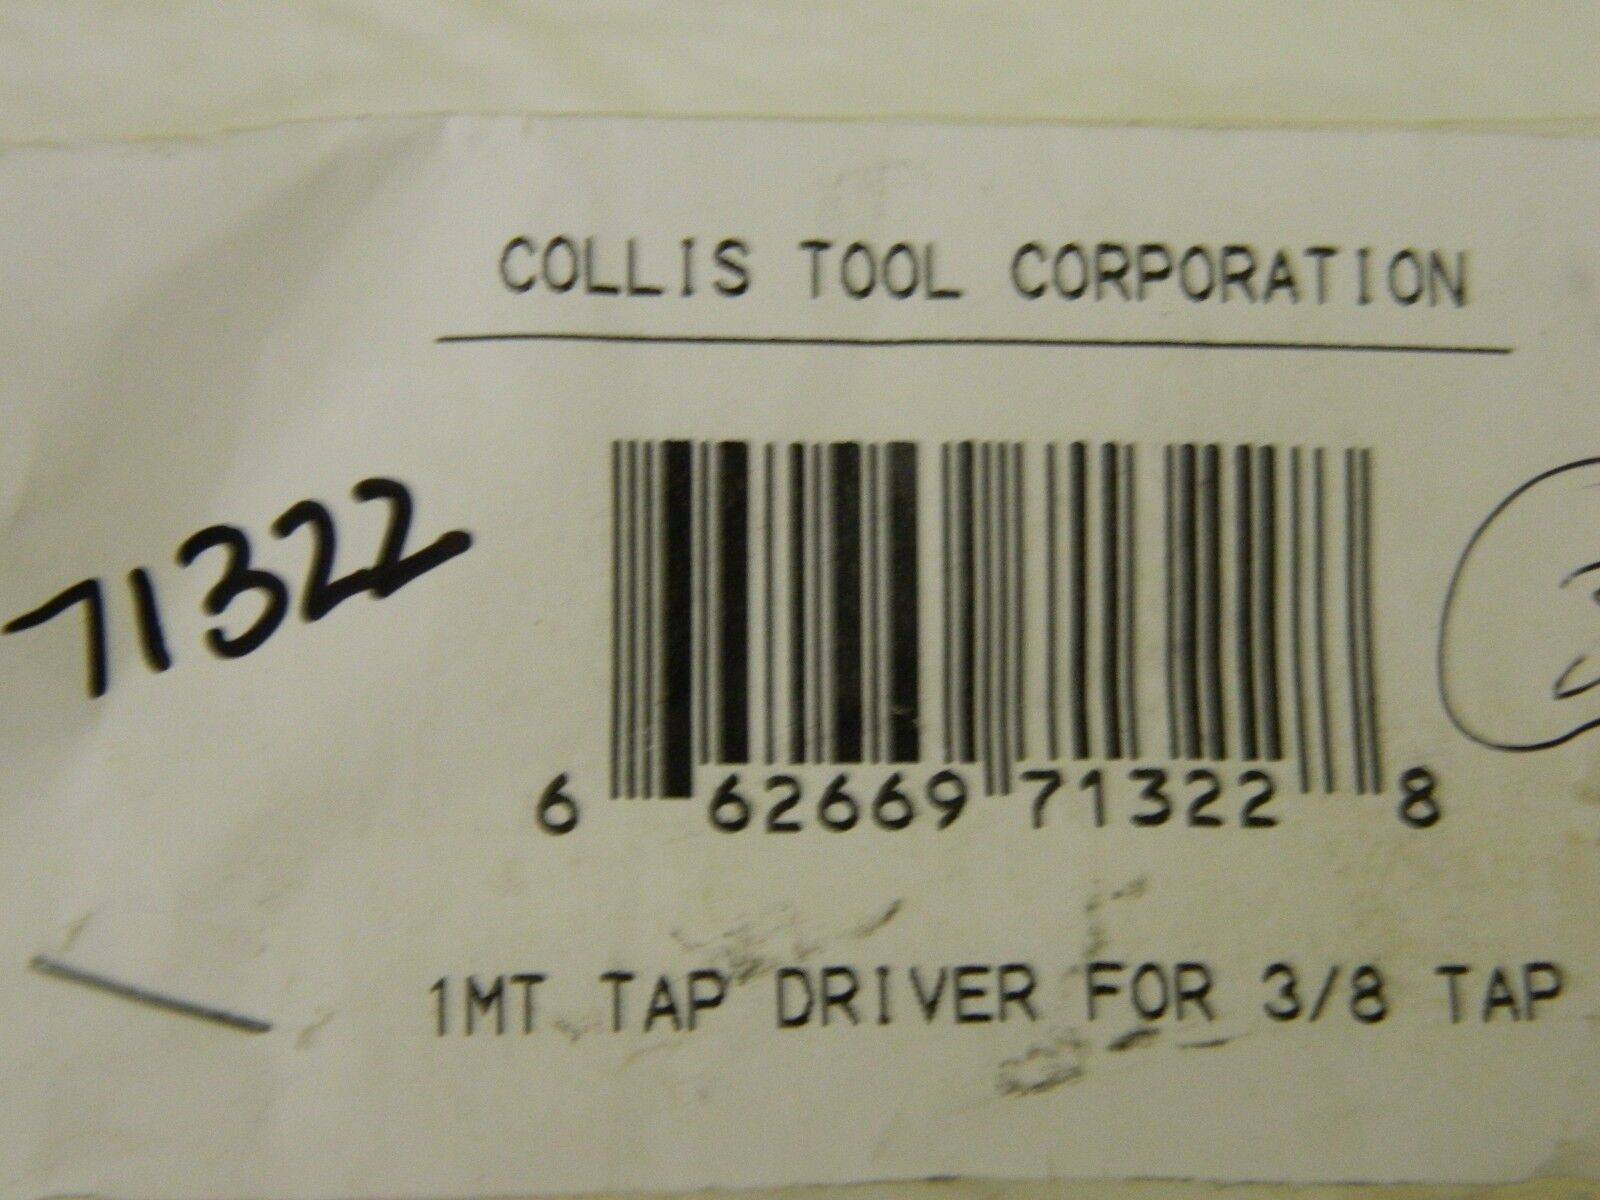 COLLIS TOOL CORPORATION
71322
6 62669 71322 8
1MT TAP DRIVER FOR 3/8 TAP